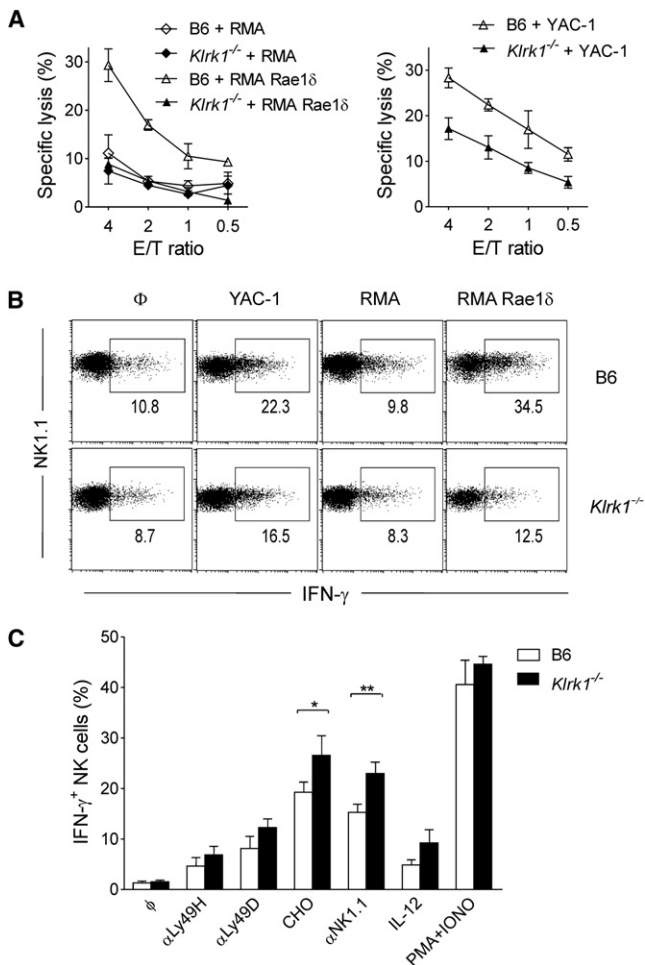 A
B6 + RMA
Klrk1-/- + RMA
B6 + RMA Rae1δ
Klrk1-/- + RMA Rae1δ
Specific lysis (%)
30
20
10
0
4 2 1 0.5
E/T ratio
B6 + YAC-1
Klrk1-/- + YAC-1
Specific lysis (%)
30
20
10
0
4 2 1 0.5
E/T ratio
B
Φ YAC-1 RMA RMA Rae1δ
10.8 22.3 9.8 34.5
B6
8.7 16.5 8.3 12.5
Klrk1-/-
NK1.1
IFN-γ
C
B6
Klrk1-/-
IFN-γ+ NK cells (%)
50
40
30
20
10
0
* **
ϕ αLy49H αLy49D CHO αNK1.1 IL-12 PMA+IONO